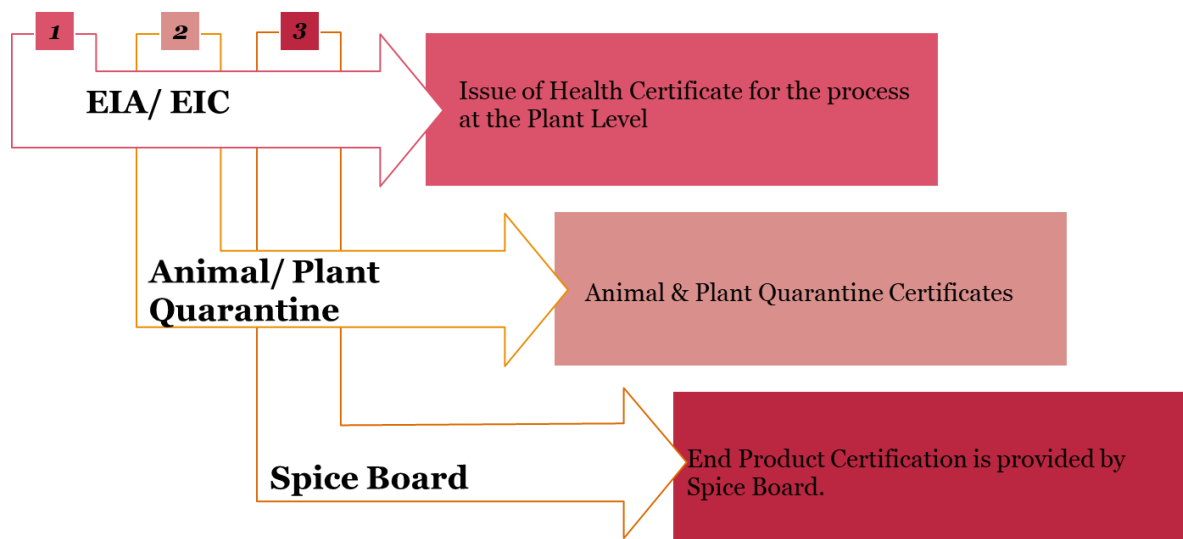 1
2
3
EIA/ EIC
Issue of Health Certificate for the process
at the Plant Level
Animal/ Plant
Quarantine
Animal & Plant Quarantine Certificates
Spice Board
End Product Certification is provided by
Spice Board.